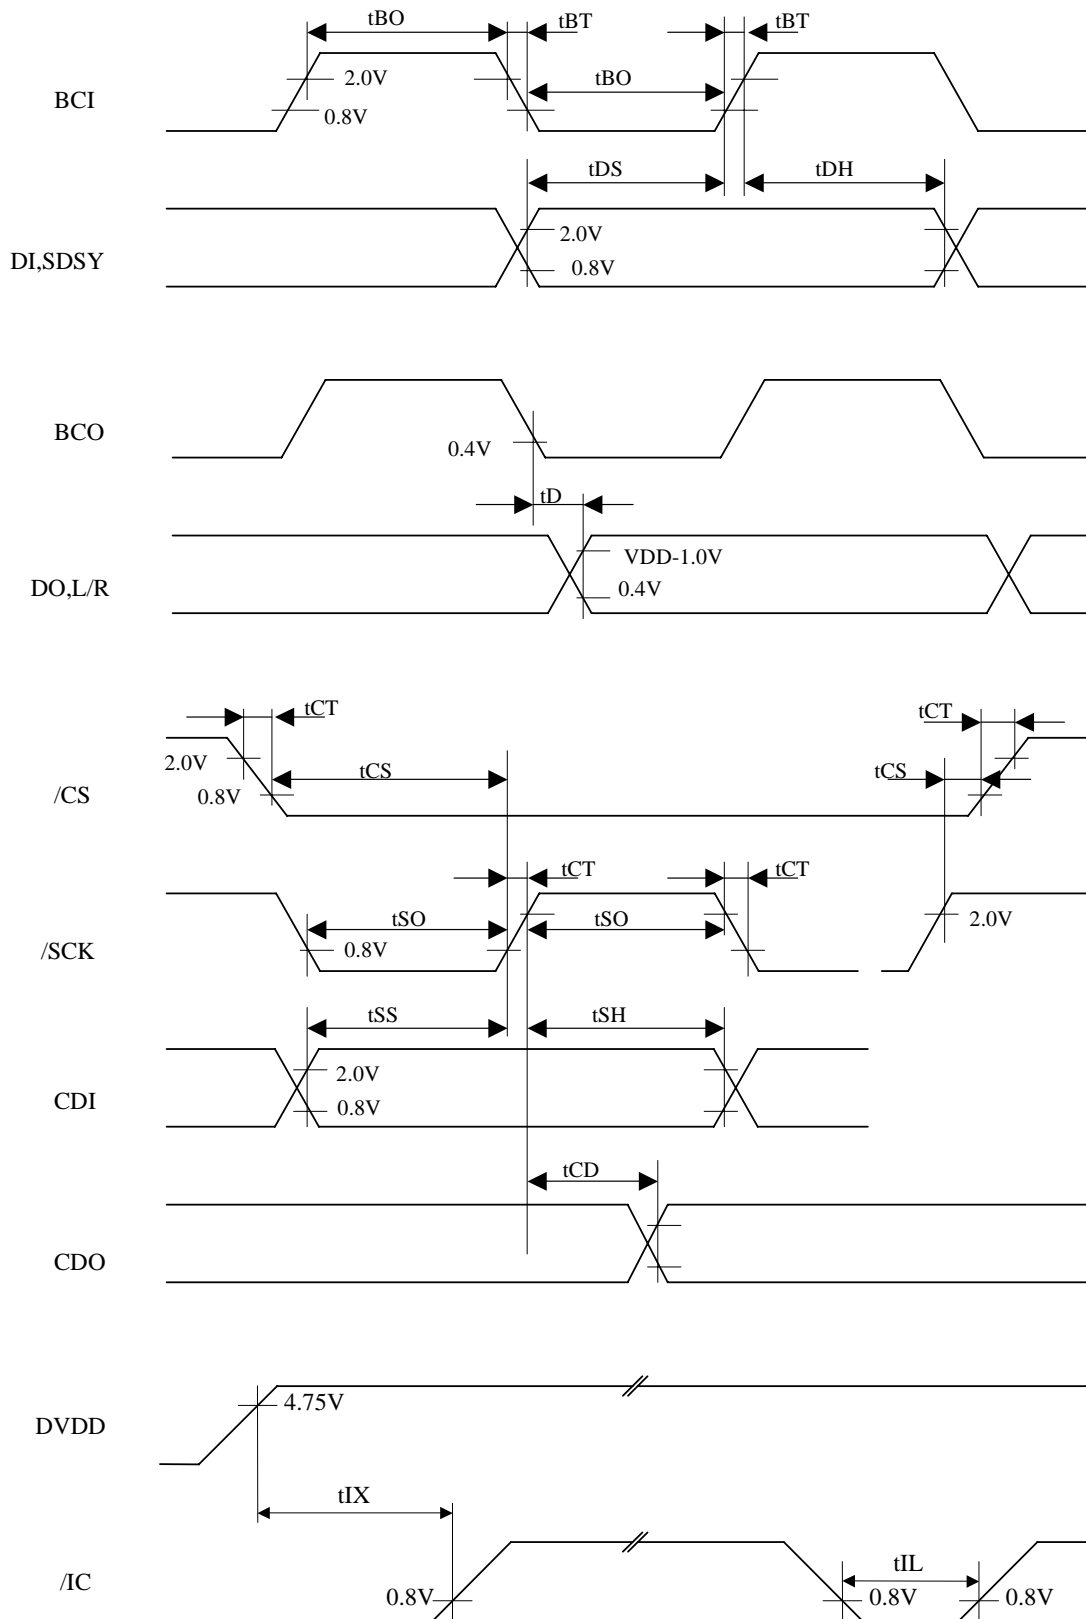 tBO tBT tBT
2.0V
BCI tBO
0.8V
tDS tDH
2.0V
DI,SDSY
0.8V
BCO
0.4V
tD
VDD-1.0V
DO,L/R 0.4V
tCT tCT
2.0V tCS tCS
/CS 0.8V
tCT tCT
tSO tSO 2.0V
/SCK 0.8V
tSS tSH
2.0V
CDI 0.8V
tCD
CDO
4.75V
DVDD
tIX
tIL
/IC 0.8V 0.8V 0.8V